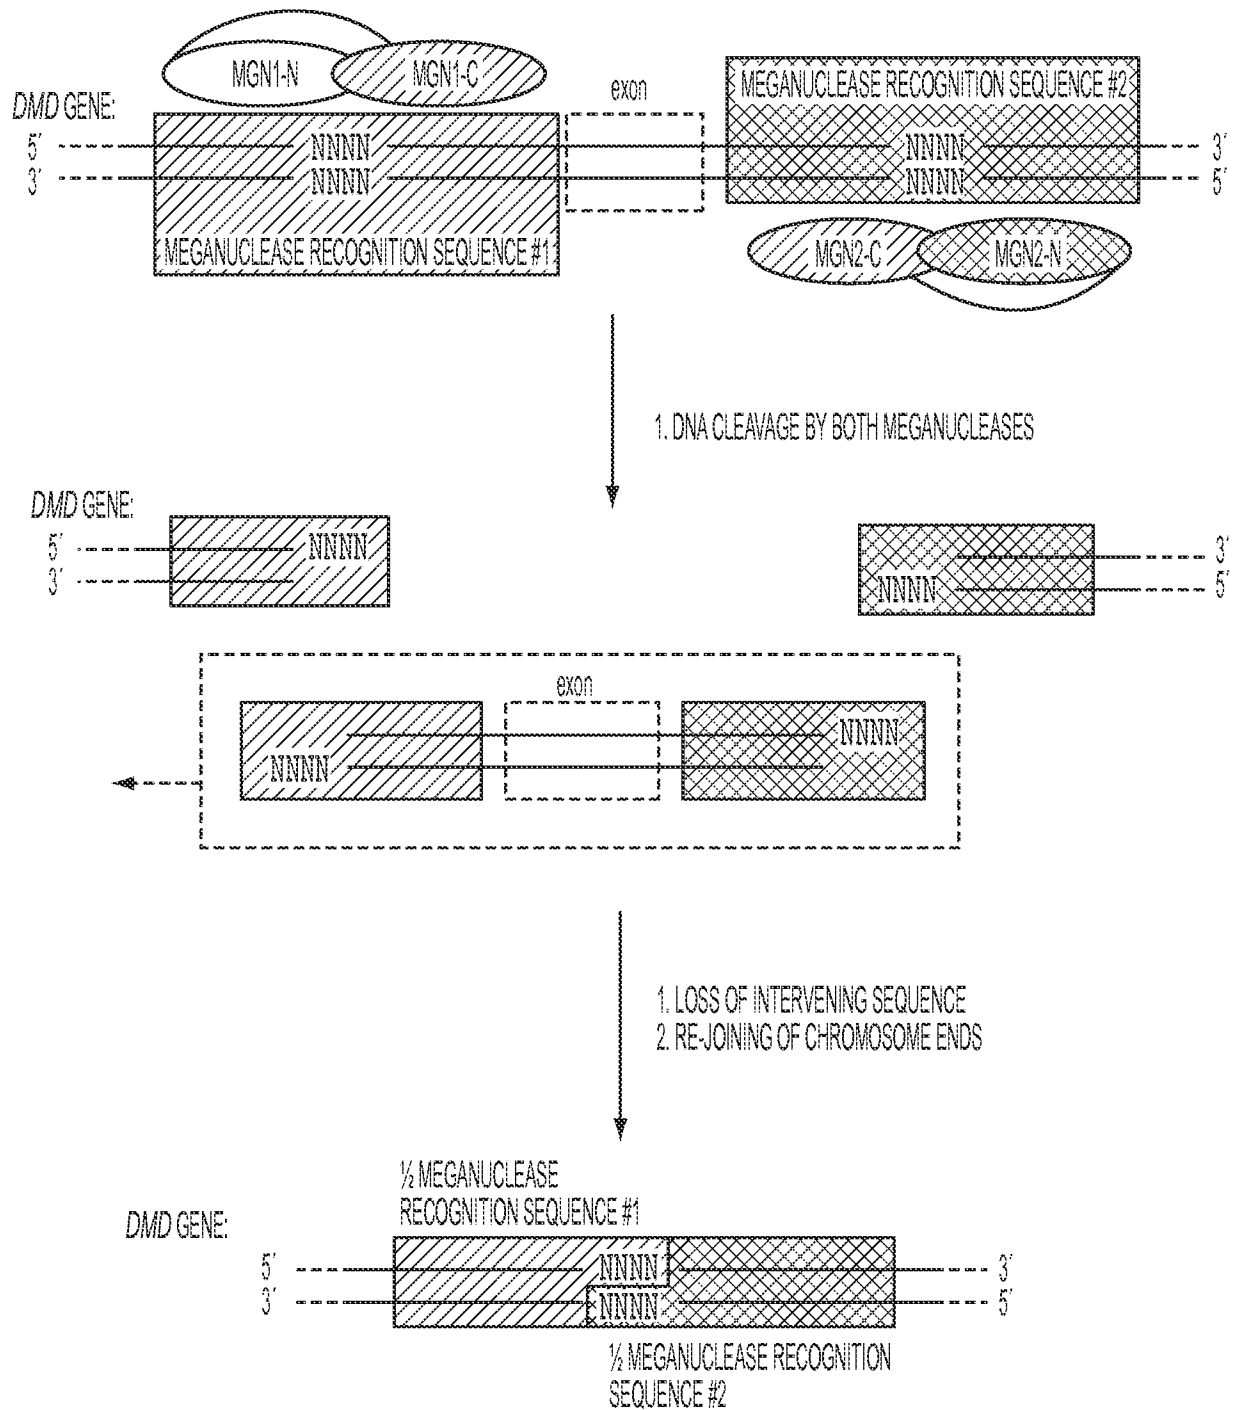 MGN1-N MGN1-C
exon
MEGANUCLEASE RECOGNITION SEQUENCE #2
DMD GENE:
5′ NNNN NNNN 3′
3′ NNNN NNNN 5′
MEGANUCLEASE RECOGNITION SEQUENCE #1
MGN2-C MGN2-N
1. DNA CLEAVAGE BY BOTH MEGANUCLEASES
DMD GENE:
5′ NNNN 3′
3′ NNNN 5′
exon
NNNN
NNNN
1. LOSS OF INTERVENING SEQUENCE
2. RE-JOINING OF CHROMOSOME ENDS
½ MEGANUCLEASE
RECOGNITION SEQUENCE #1
DMD GENE:
5′ NNNN 3′
3′ NNNN 5′
½ MEGANUCLEASE RECOGNITION
SEQUENCE #2